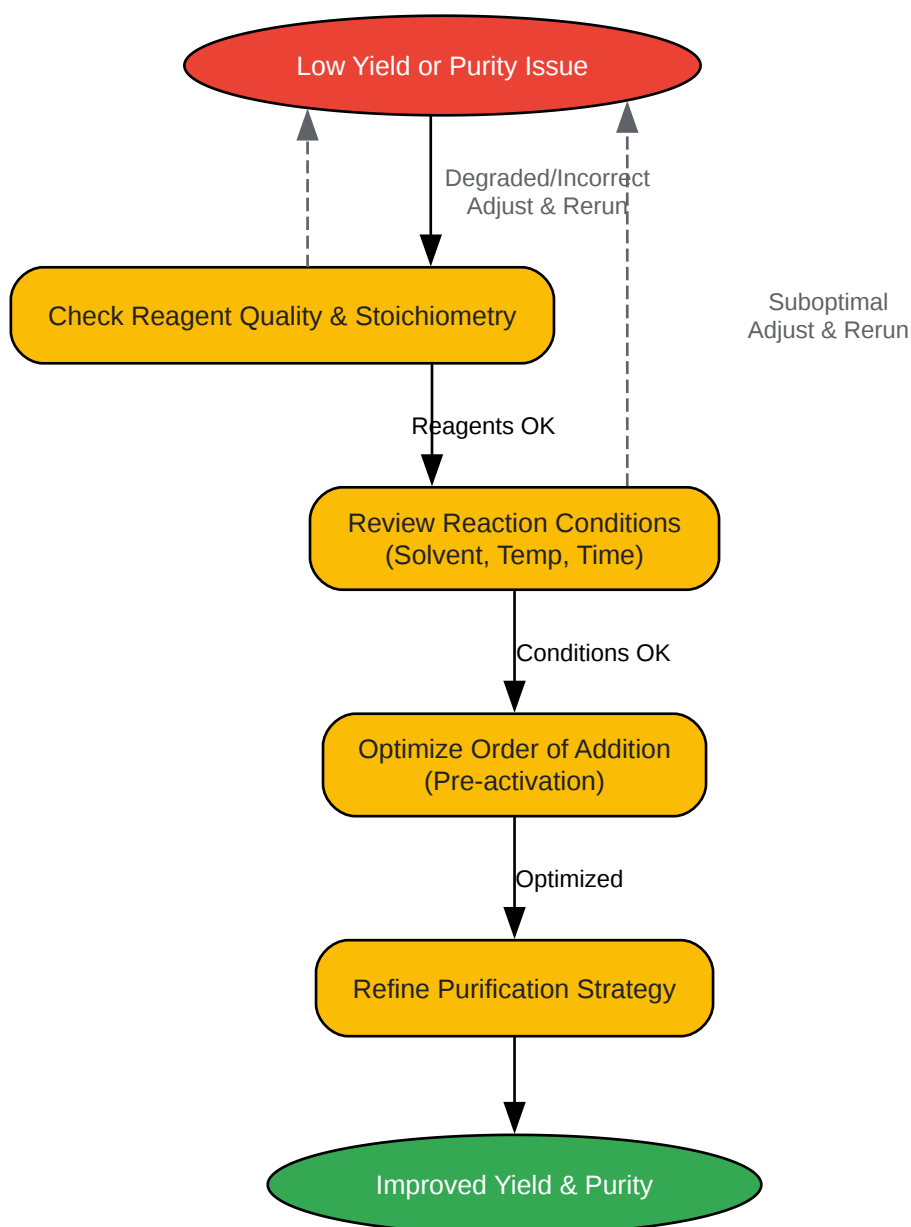 Low Yield or Purity Issue
Degraded/Incorrect
Adjust & Rerun
Check Reagent Quality & Stoichiometry
Suboptimal
Adjust & Rerun
Reagents OK
Review Reaction Conditions
(Solvent, Temp, Time)
Conditions OK
Optimize Order of Addition
(Pre-activation)
Optimized
Refine Purification Strategy
Improved Yield & Purity